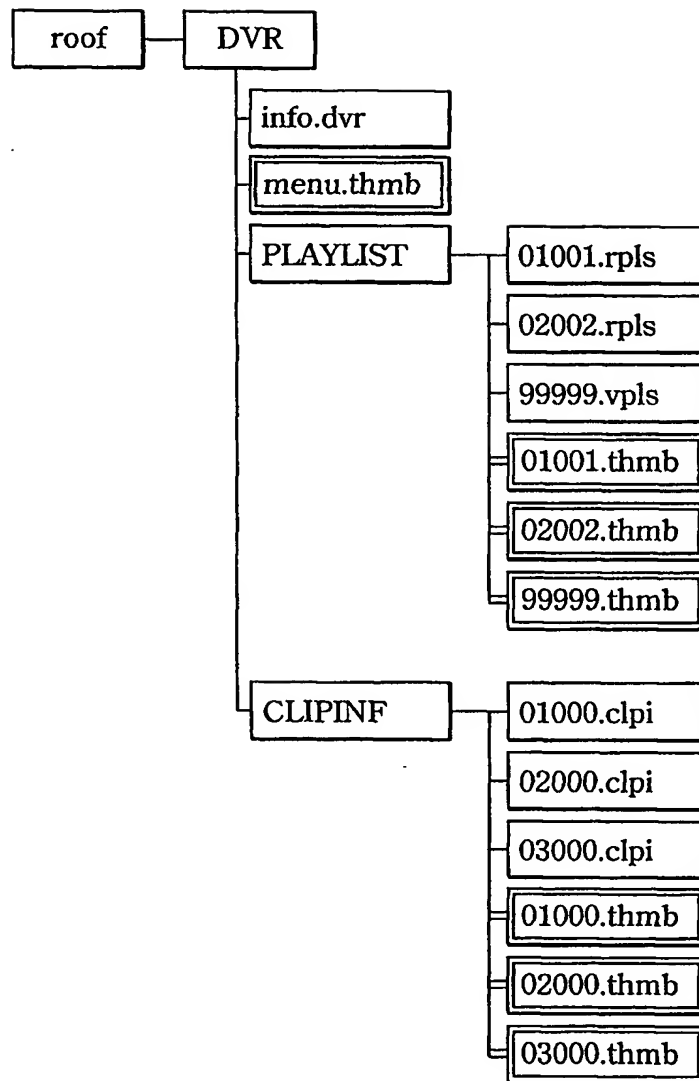 roof
DVR
info.dvr
menu.thmb
PLAYLIST
01001.rpls
02002.rpls
99999.vpls
01001.thmb
02002.thmb
99999.thmb
CLIPINF
01000.clpi
02000.clpi
03000.clpi
01000.thmb
02000.thmb
03000.thmb